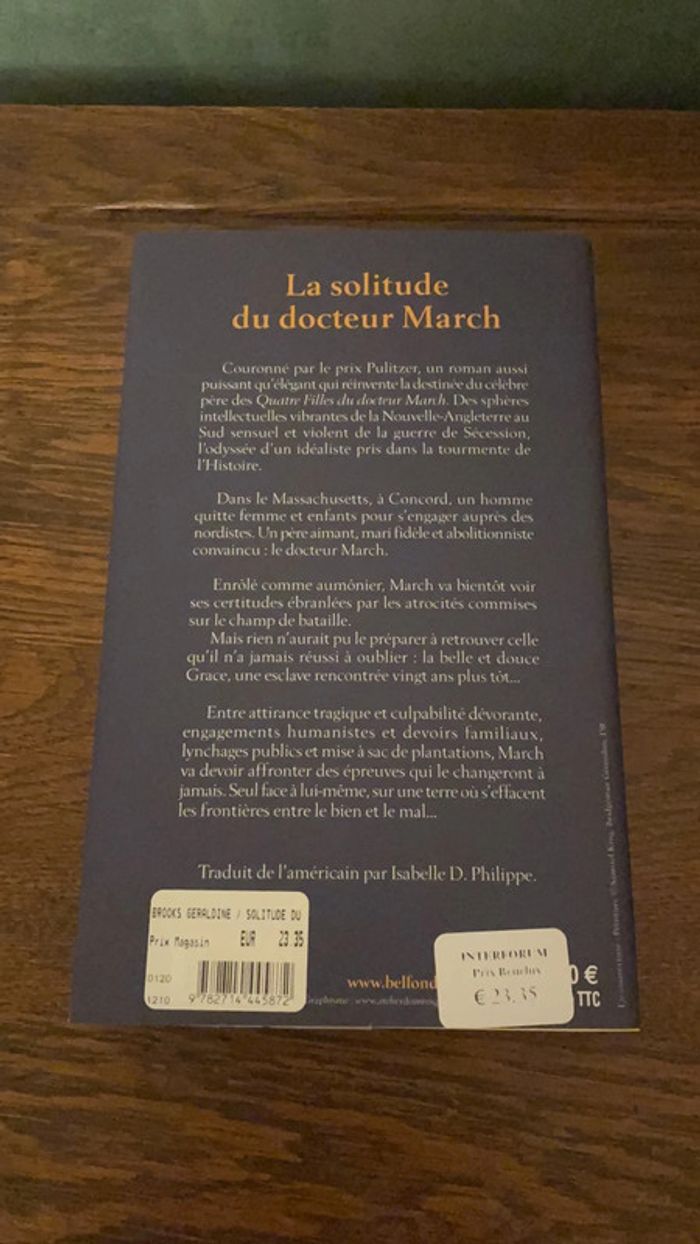 La solitude
du docteur March
Couronné par le prix Pulitzer, un roman aussi
puissant qu'élégant qui réinvente la destinée du célèbre
père des Quatre Filles du docteur March. Des sphères
intellectuelles vibrantes de la Nouvelle-Angleterre au
Sud sensuel et violent de la guerre de Sécession,
l'odyssée d'un idéaliste pris dans la tourmente de
l'Histoire.
Dans le Massachusetts, à Concord, un homme
quitte femme et enfants pour s'engager auprès des
nordistes. Un père aimant, mari fidèle et abolitionniste
convaincu : le docteur March.
Enrôlé comme aumônier, March va bientôt voir
ses certitudes ébranlées par les atrocités commises
sur le champ de bataille.
Mais rien n'aurait pu le préparer à retrouver celle
qu'il n'a jamais réussi à oublier : la belle et douce
Grace, une esclave rencontrée vingt ans plus tôt...
Entre attirance tragique et culpabilité dévorante,
engagements humanistes et devoirs familiaux,
lynchages publics et mise à sac de plantations, March
va devoir affronter des épreuves qui le changeront à
jamais. Seul face à lui-même, sur une terre où s'effacent
les frontières entre le bien et le mal...
Traduit de l'américain par Isabelle D. Philippe.
BROOKS GERALDINE / SOLITUDE DU
Prix Magasin EUR 23.35
0120
1210 9782714445872
www.belfond
INTERFORUM
Prix Benelux
€ 23.35
0 €
TTC